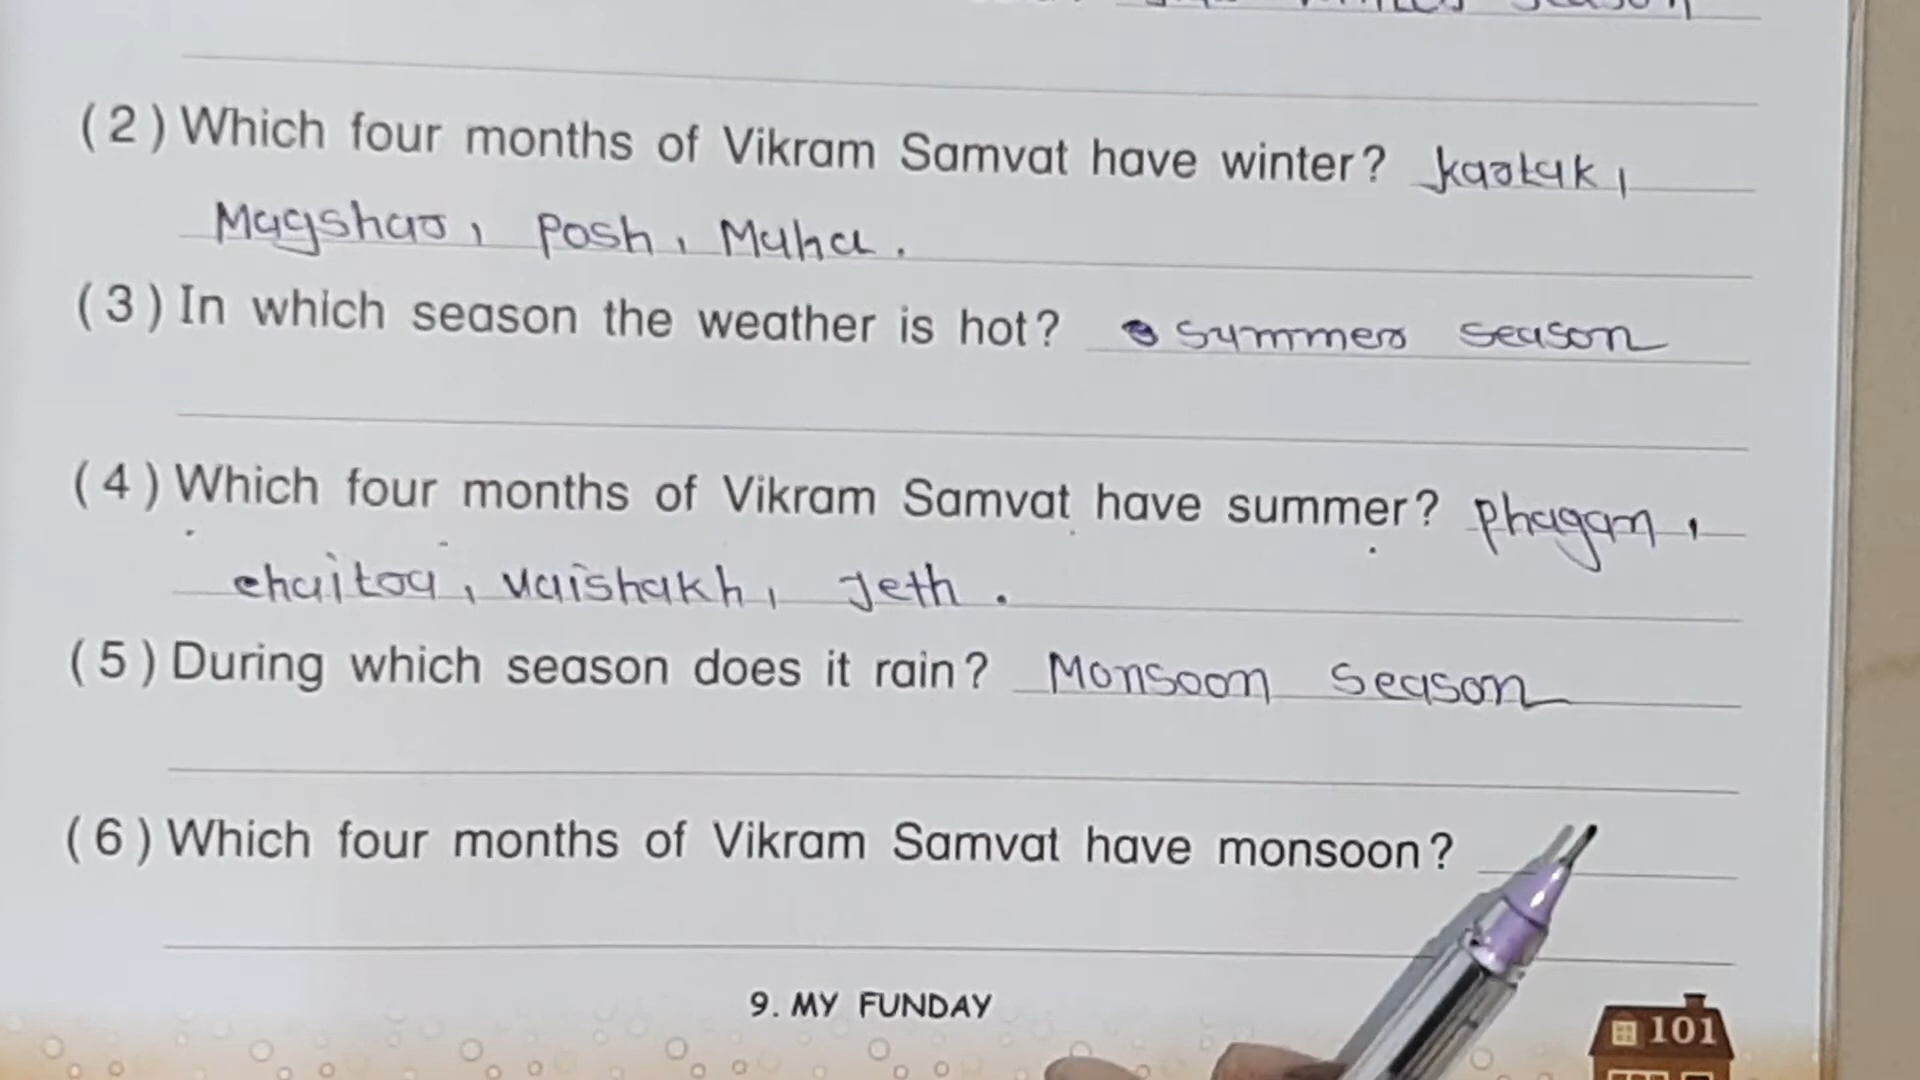 season
(2) Which four months of Vikram Samvat have winter? Kartak,
Magshar, Posh, Maha.
(3) In which season the weather is hot? Summer season
(4) Which four months of Vikram Samvat have summer? Phagan,
chaitra, Vaishakh, Jeth.
(5) During which season does it rain? Monsoon Season
(6) Which four months of Vikram Samvat have monsoon?
9. MY FUNDAY
101